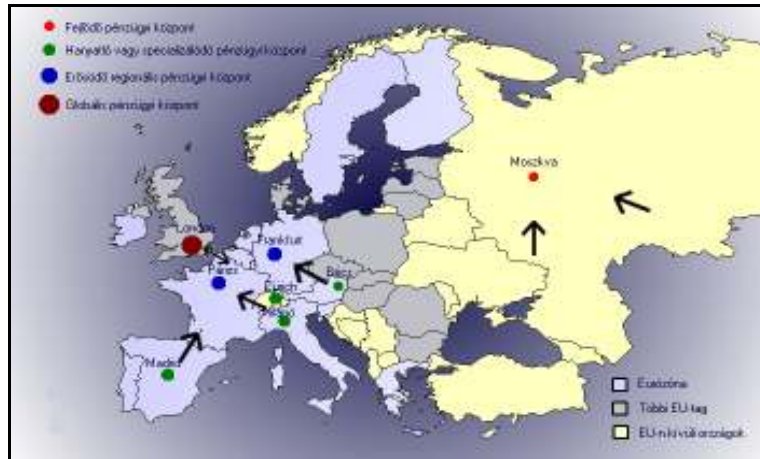 Fejlődő pénzügyi központ
Hanyatló vagy specializálódó pénzügyi központ
Erősödő regionális pénzügyi központ
Globális pénzügyi központ
Moszkva
London
Frankfurt
Párizs
Bécs
Zürich
Madrid
Eurózóna
Többi EU-tag
EU-n kívüli országok